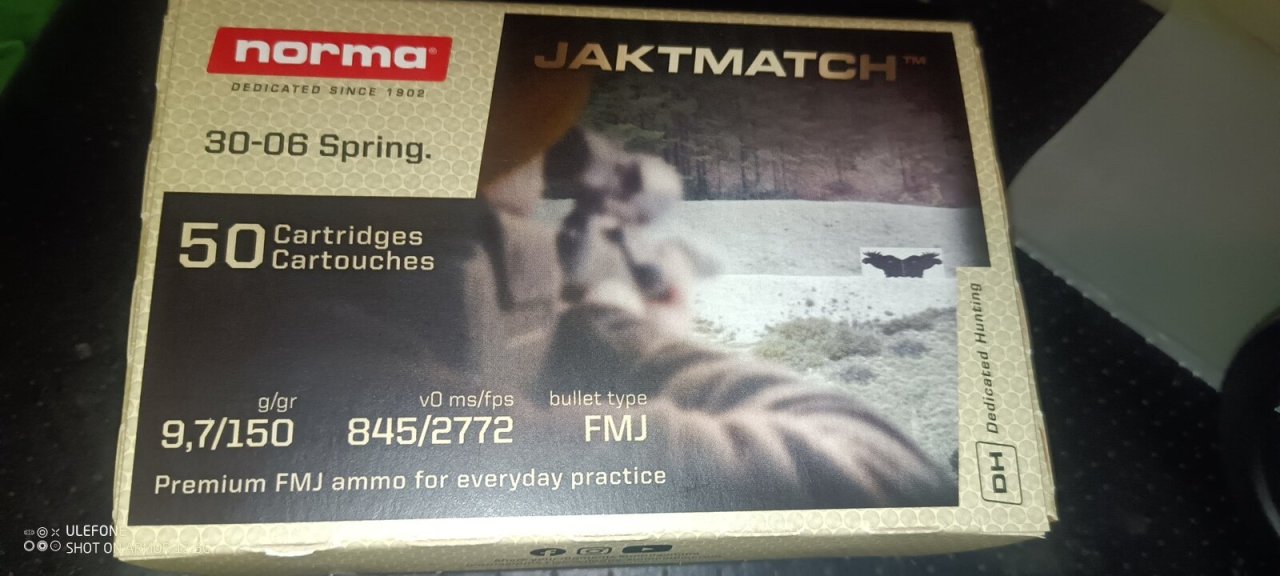 norma®
DEDICATED SINCE 1902
30-06 Spring.
JAKTMATCH™
50 Cartridges
Cartouches
g/gr
9,7/150
v0 ms/fps
845/2772
bullet type
FMJ
Premium FMJ ammo for everyday practice
DH Dedicated Hunting
ULEFONE
SHOT ON